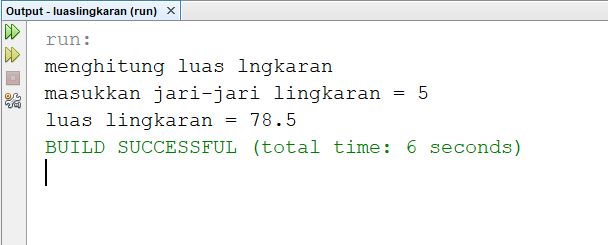 Output - luaslingkaran (run)
run:
menghitung luas lngkaran
masukkan jari-jari lingkaran = 5
luas lingkaran = 78.5
BUILD SUCCESSFUL (total time: 6 seconds)